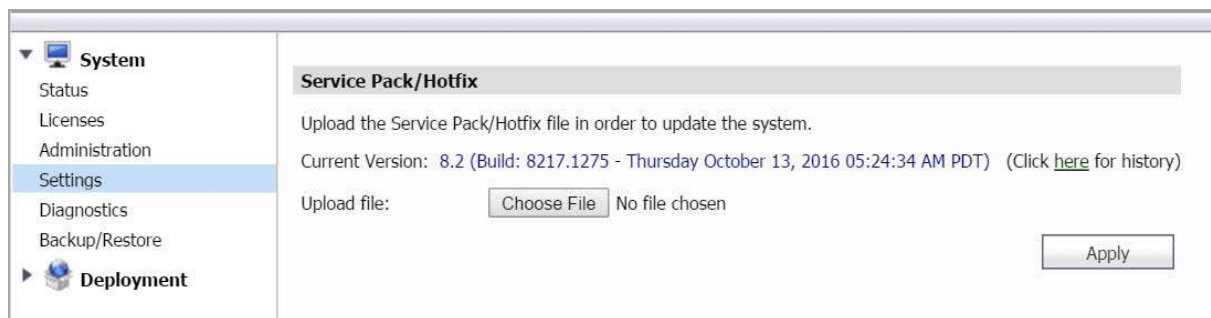 System
Status
Licenses
Administration
Settings
Diagnostics
Backup/Restore
Deployment
Service Pack/Hotfix
Upload the Service Pack/Hotfix file in order to update the system.
Current Version: 8.2 (Build: 8217.1275 - Thursday October 13, 2016 05:24:34 AM PDT) (Click here for history)
Upload file: Choose File No file chosen
Apply